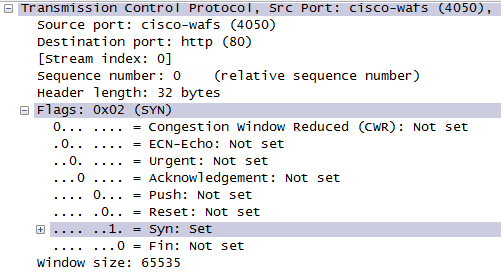 Transmission Control Protocol, Src Port: cisco-wafs (4050),
Source port: cisco-wafs (4050)
Destination port: http (80)
[Stream index: 0]
Sequence number: 0    (relative sequence number)
Header length: 32 bytes
Flags: 0x02 (SYN)
0... .... = Congestion Window Reduced (CWR): Not set
.0.. .... = ECN-Echo: Not set
..0. .... = Urgent: Not set
...0 .... = Acknowledgement: Not set
.... 0... = Push: Not set
.... .0.. = Reset: Not set
.... ..1. = Syn: Set
.... ...0 = Fin: Not set
Window size: 65535